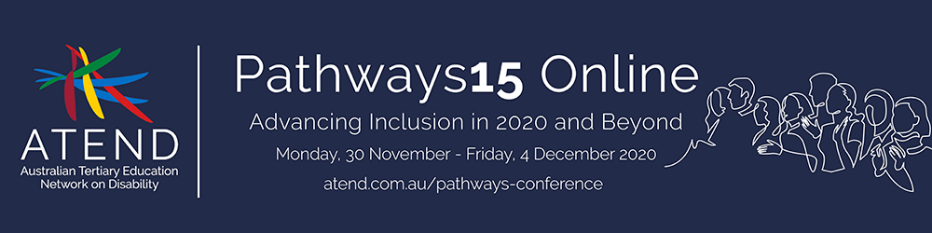 ATEND
Australian Tertiary Education
Network on Disability
Pathways15 Online
Advancing Inclusion in 2020 and Beyond
Monday, 30 November - Friday, 4 December 2020
atend.com.au/pathways-conference